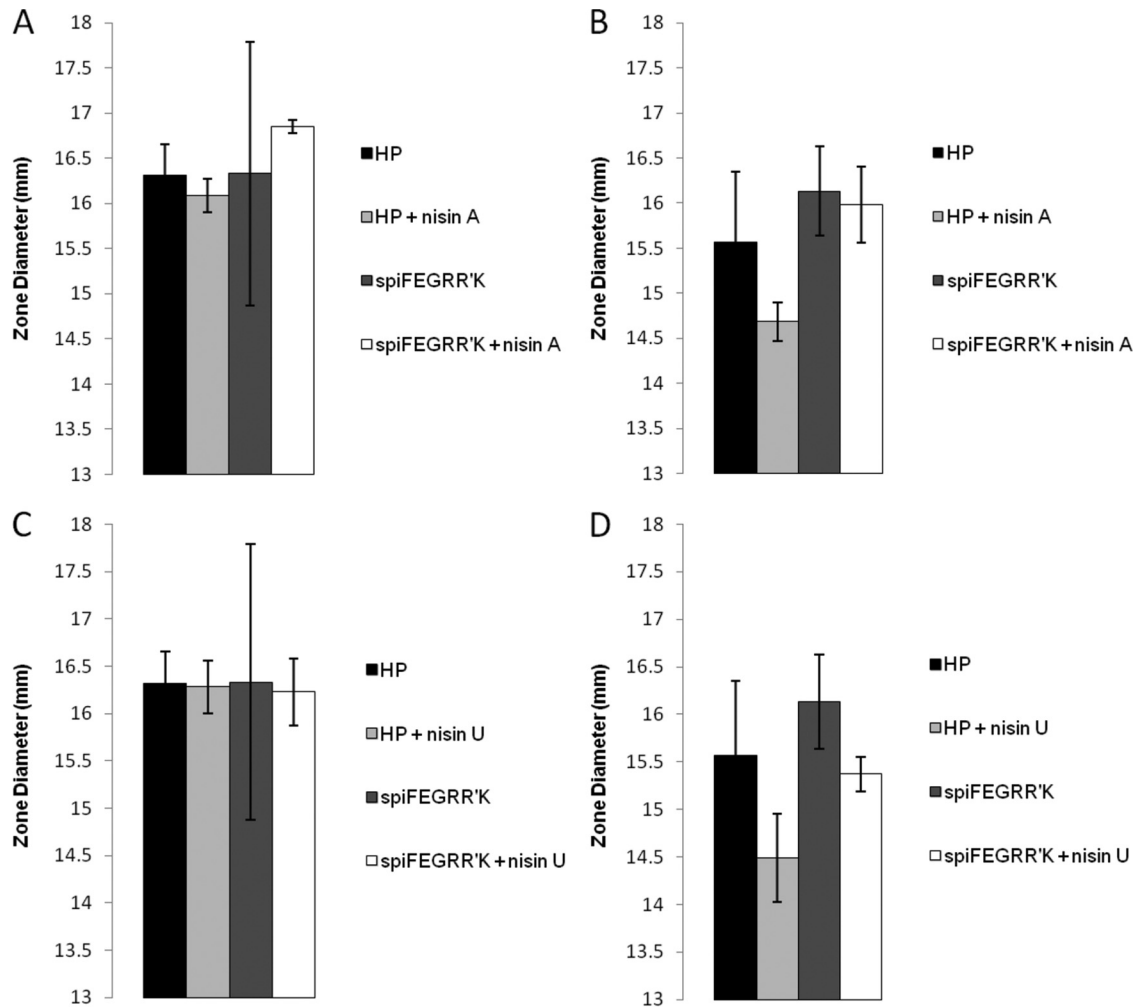 A
18
17.5
17
16.5
16
15.5
15
14.5
14
13.5
13
Zone Diameter (mm)
HP
HP + nisin A
spiFEGRR'K
spiFEGRR'K + nisin A
B
18
17.5
17
16.5
16
15.5
15
14.5
14
13.5
13
Zone Diameter (mm)
HP
HP + nisin A
spiFEGRR'K
spiFEGRR'K + nisin A
C
18
17.5
17
16.5
16
15.5
15
14.5
14
13.5
13
Zone Diameter (mm)
HP
HP + nisin U
spiFEGRR'K
spiFEGRR'K + nisin U
D
18
17.5
17
16.5
16
15.5
15
14.5
14
13.5
13
Zone Diameter (mm)
HP
HP + nisin U
spiFEGRR'K
spiFEGRR'K + nisin U